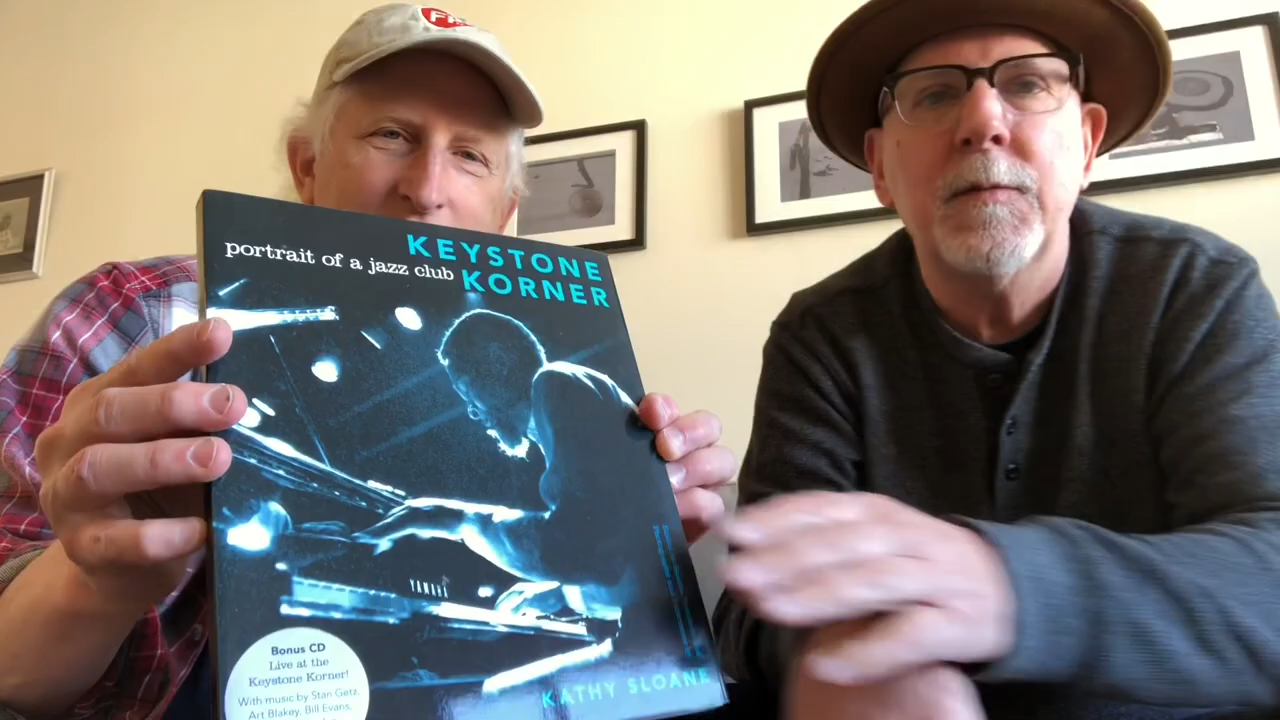 KEYSTONE
portrait of a jazz club KORNER
YAMAHA
Bonus CD
Live at the
Keystone Korner!
With music by Stan Getz,
Art Blakey, Bill Evans,
KATHY SLOANE